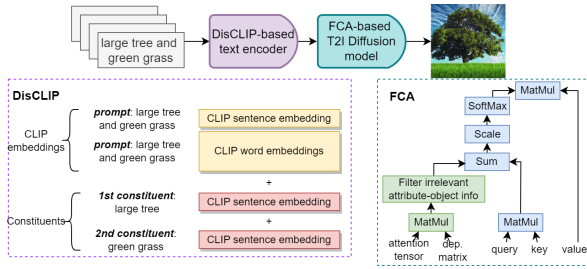 large tree and
green grass
DisCLIP-based
text encoder
FCA-based
T2I Diffusion
model
DisCLIP
CLIP
embeddings
prompt: large tree
and green grass
CLIP sentence embedding
prompt: large tree
and green grass
CLIP word embeddings
+
Constituents
1st constituent:
large tree
CLIP sentence embedding
+
2nd constituent:
green grass
CLIP sentence embedding
FCA
MatMul
SoftMax
Scale
Sum
Filter irrelevant
attribute-object info
MatMul
MatMul
attention
tensor
dep.
matrix
query
key
value